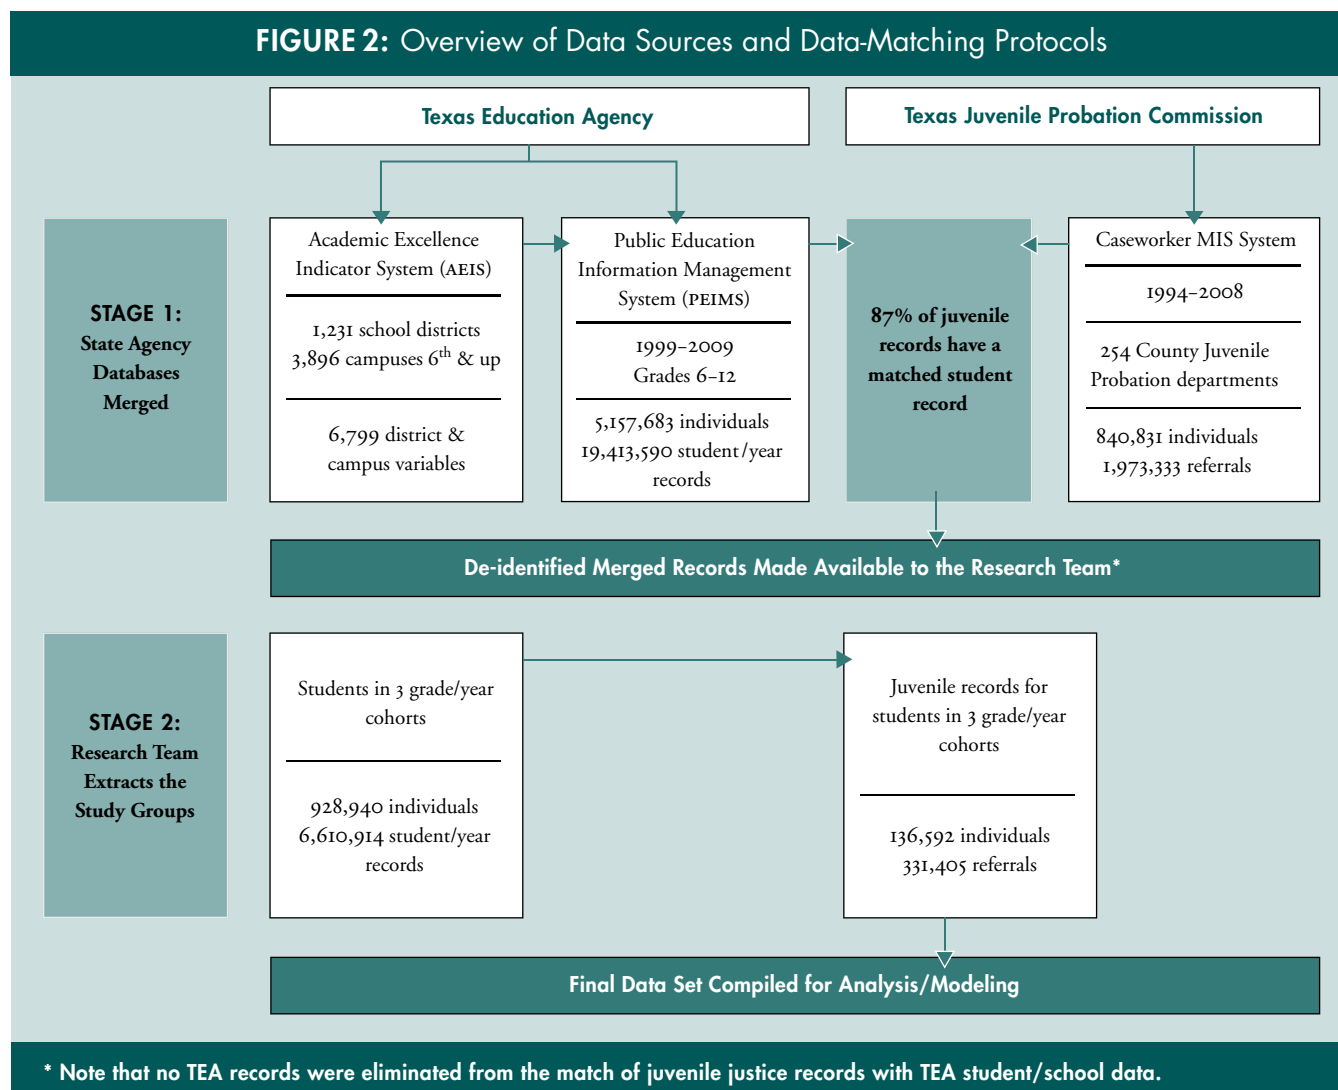 FIGURE 2: Overview of Data Sources and Data-Matching Protocols
Texas Education Agency
Texas Juvenile Probation Commission
STAGE 1:
State Agency
Databases
Merged
Academic Excellence
Indicator System (AEIS)
1,231 school districts
3,896 campuses 6th & up
6,799 district &
campus variables
Public Education
Information Management
System (PEIMS)
1999–2009
Grades 6–12
5,157,683 individuals
19,413,590 student/year
records
87% of juvenile
records have a
matched student
record
Caseworker MIS System
1994–2008
254 County Juvenile
Probation departments
840,831 individuals
1,973,333 referrals
De-identified Merged Records Made Available to the Research Team*
STAGE 2:
Research Team
Extracts the
Study Groups
Students in 3 grade/year
cohorts
928,940 individuals
6,610,914 student/year
records
Juvenile records for
students in 3 grade/year
cohorts
136,592 individuals
331,405 referrals
Final Data Set Compiled for Analysis/Modeling
* Note that no TEA records were eliminated from the match of juvenile justice records with TEA student/school data.